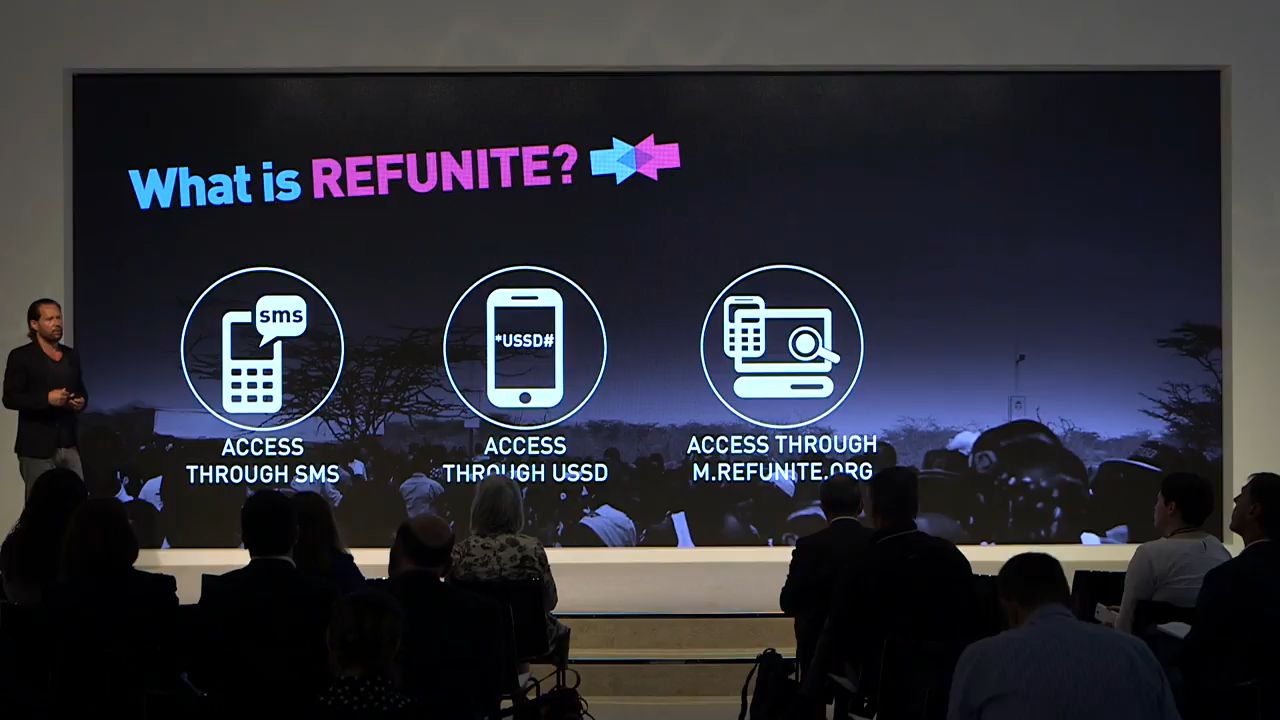 What is REFUNITE?
sms
*USSD#
ACCESS
THROUGH SMS
ACCESS
THROUGH USSD
ACCESS THROUGH
M.REFUNITE.ORG